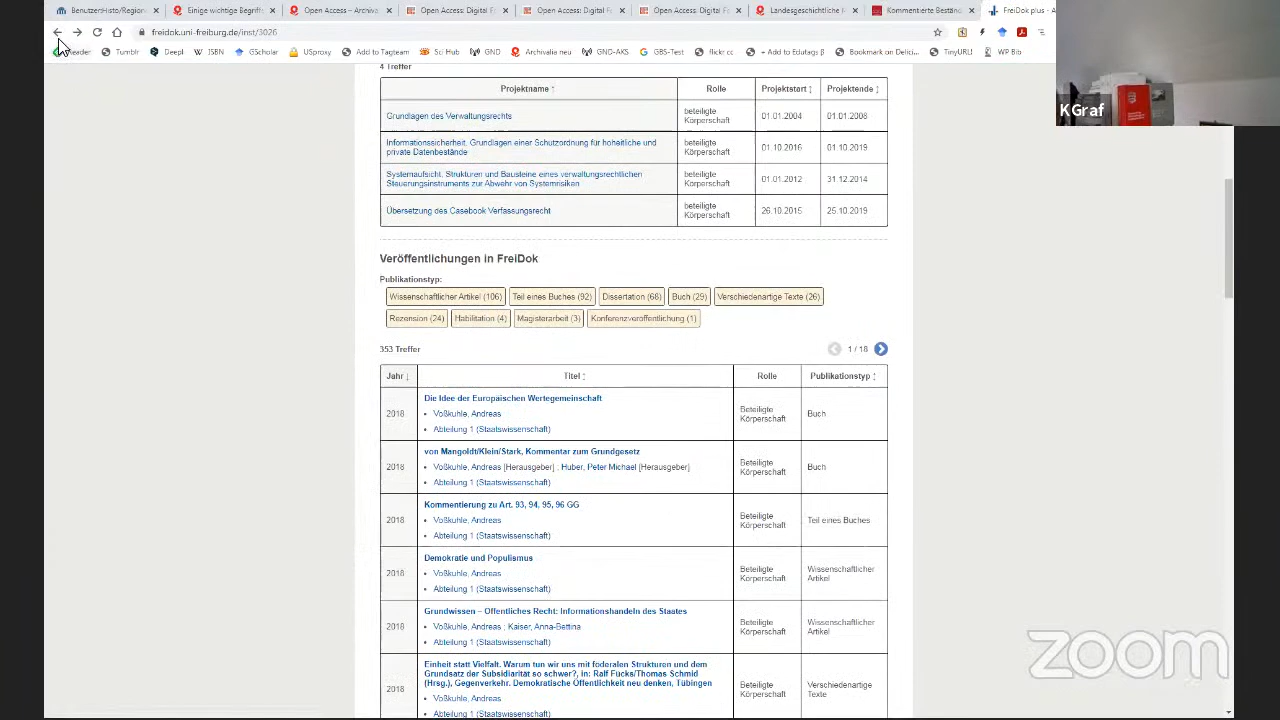 BenutzerHisto/Region-
Einige wichtige Begriffe
Open Access – Archiva
Open Access: Digital Fo
Open Access: Digital Fu
Open Access: Digital Fo
Landesgeschichtliche M
Kommentierte Beständ
FreiDok plus - A
freidok.uni-freiburg.de/inst/3026
Reader
Tumblr
Deepl
ISBN
GScholar
USproxy
Add to Tagteam
Sci Hub
GND
Archivalia neu
GND-AKS
GBS-Test
Flickr cc
+ Add to Edutags β
Bookmark on Delici...
TinyURL!
WP Bib
KGraf
4 Treffer
Projektname
Rolle
Projektstart
Projektende
Grundlagen des Verwaltungsrechts
beteiligte Körperschaft
01.01.2004
01.01.2008
Informationssicherheit. Grundlagen einer Schutzordnung für hoheitliche und
private Datenbestände
beteiligte Körperschaft
01.10.2016
01.10.2019
Systemaufsicht. Strukturen und Bausteine eines verwaltungsrechtlichen
Steuerungsinstruments zur Abwehr von Systemrisiken
beteiligte Körperschaft
01.01.2012
31.12.2014
Übersetzung des Casebook Verfassungsrecht
beteiligte Körperschaft
26.10.2015
25.10.2019
Veröffentlichungen in FreiDok
Publikationstyp:
Wissenschaftlicher Artikel (106)
Teil eines Buches (92)
Dissertation (68)
Buch (29)
Verschiedenartige Texte (26)
Rezension (24)
Habilitation (4)
Magisterarbeit (3)
Konferenzveröffentlichung (1)
353 Treffer
1 / 18
Jahr
Titel
Rolle
Publikationstyp
2018
Die Idee der Europäischen Wertegemeinschaft
Voßkuhle, Andreas
Abteilung 1 (Staatswissenschaft)
Beteiligte Körperschaft
Buch
2018
von Mangoldt/Klein/Stark, Kommentar zum Grundgesetz
Voßkuhle, Andreas [Herausgeber] ; Huber, Peter Michael [Herausgeber]
Abteilung 1 (Staatswissenschaft)
Beteiligte Körperschaft
Buch
2018
Kommentierung zu Art. 93, 94, 95, 96 GG
Voßkuhle, Andreas
Abteilung 1 (Staatswissenschaft)
Beteiligte Körperschaft
Teil eines Buches
2018
Demokratie und Populismus
Voßkuhle, Andreas
Abteilung 1 (Staatswissenschaft)
Beteiligte Körperschaft
Wissenschaftlicher Artikel
2018
Grundwissen – Öffentliches Recht: Informationshandeln des Staates
Voßkuhle, Andreas ; Kaiser, Anna-Bettina
Abteilung 1 (Staatswissenschaft)
Beteiligte Körperschaft
Wissenschaftlicher Artikel
2018
Einheit statt Vielfalt. Warum tun wir uns mit föderalen Strukturen und dem
Grundsatz der Subsidiarität so schwer?, in: Ralf Fücks/Thomas Schmid
(Hrsg.), Gegenverkehr. Demokratische Öffentlichkeit neu denken, Tübingen
Voßkuhle, Andreas
Abteilung 1 (Staatswissenschaft)
Beteiligte Körperschaft
Verschiedenartige Texte
zoom